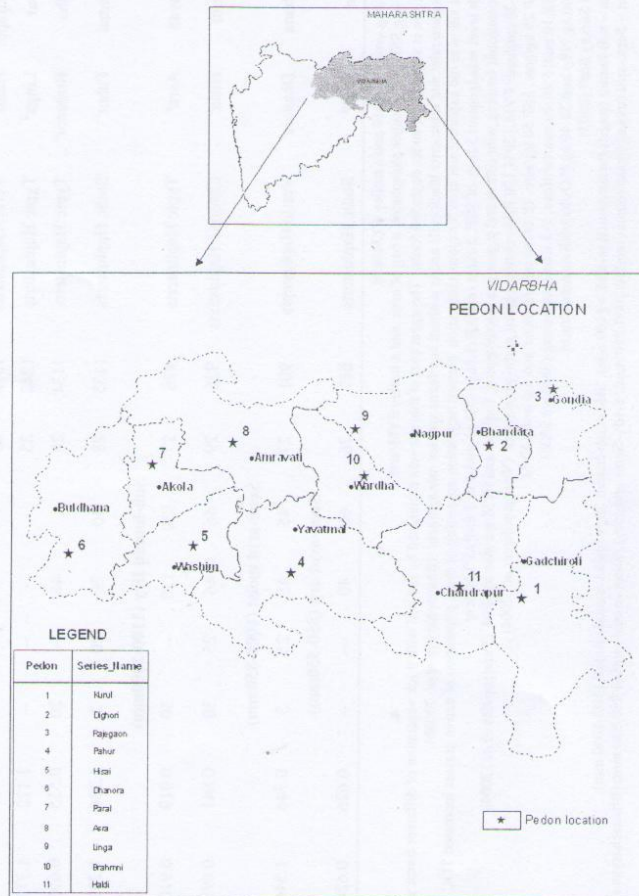 MAHARASHTRA
VIDARBHA
VIDARBHA
PEDON LOCATION
3
Gondia
9
Nagpur
Bhandara
2
8
Amravati
7
10
Akola
Wardha
Buldhana
Yavatmal
5
6
Washim
4
Gadchiroli
11
Chandrapur
1
LEGEND
Pedon Series_Name
1 Kurul
2 Dighori
3 Rajegaon
4 Pahur
5 Hisai
6 Dhanora
7 Paral
8 Asra
9 Linga
10 Brahmni
11 Haldi
Pedon location